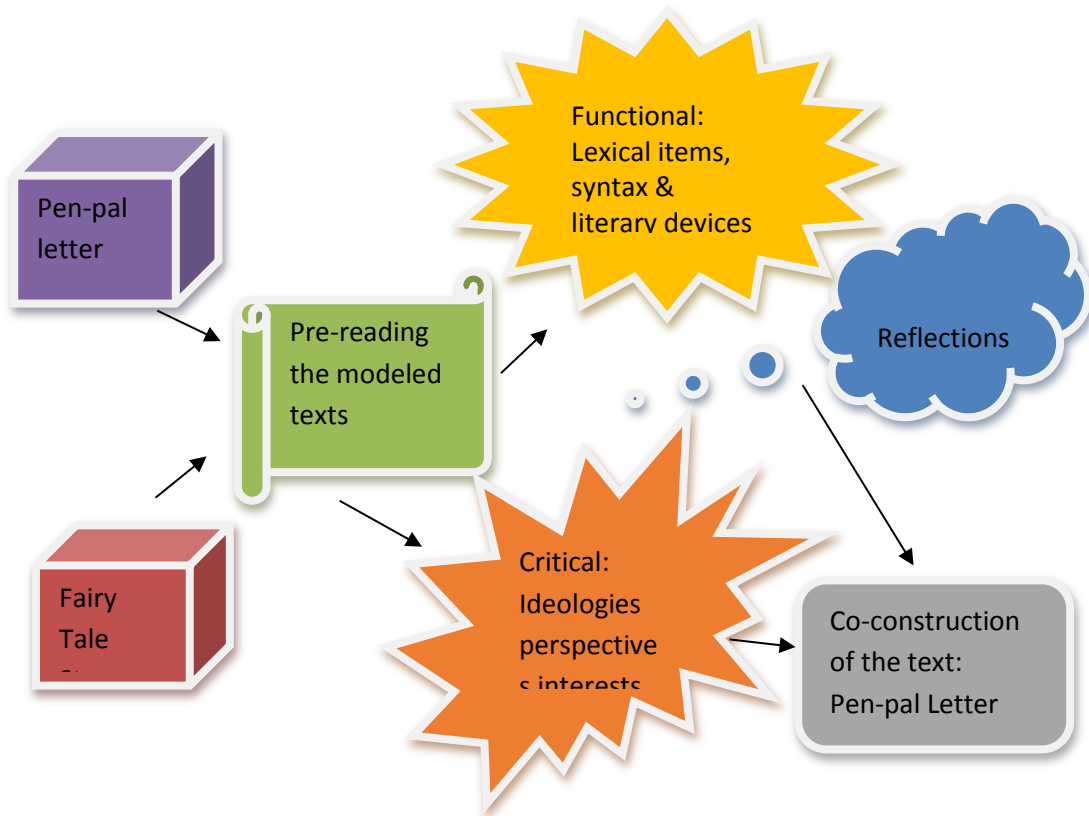 Pen-pal
letter
Fairy
Tale
Pre-reading
the modeled
texts
Functional:
Lexical items,
syntax &
literary devices
Critical:
Ideologies
perspective
s interests
Reflections
Co-construction
of the text:
Pen-pal Letter